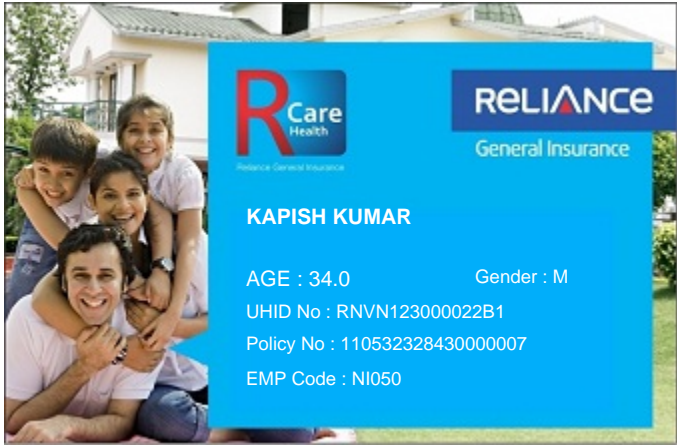 RCare
Health
Reliance General Insurance
RELIANCE
General Insurance
KAPISH KUMAR
AGE : 34.0 Gender : M
UHID No : RNVN123000022B1
Policy No : 110532328430000007
EMP Code : NI050